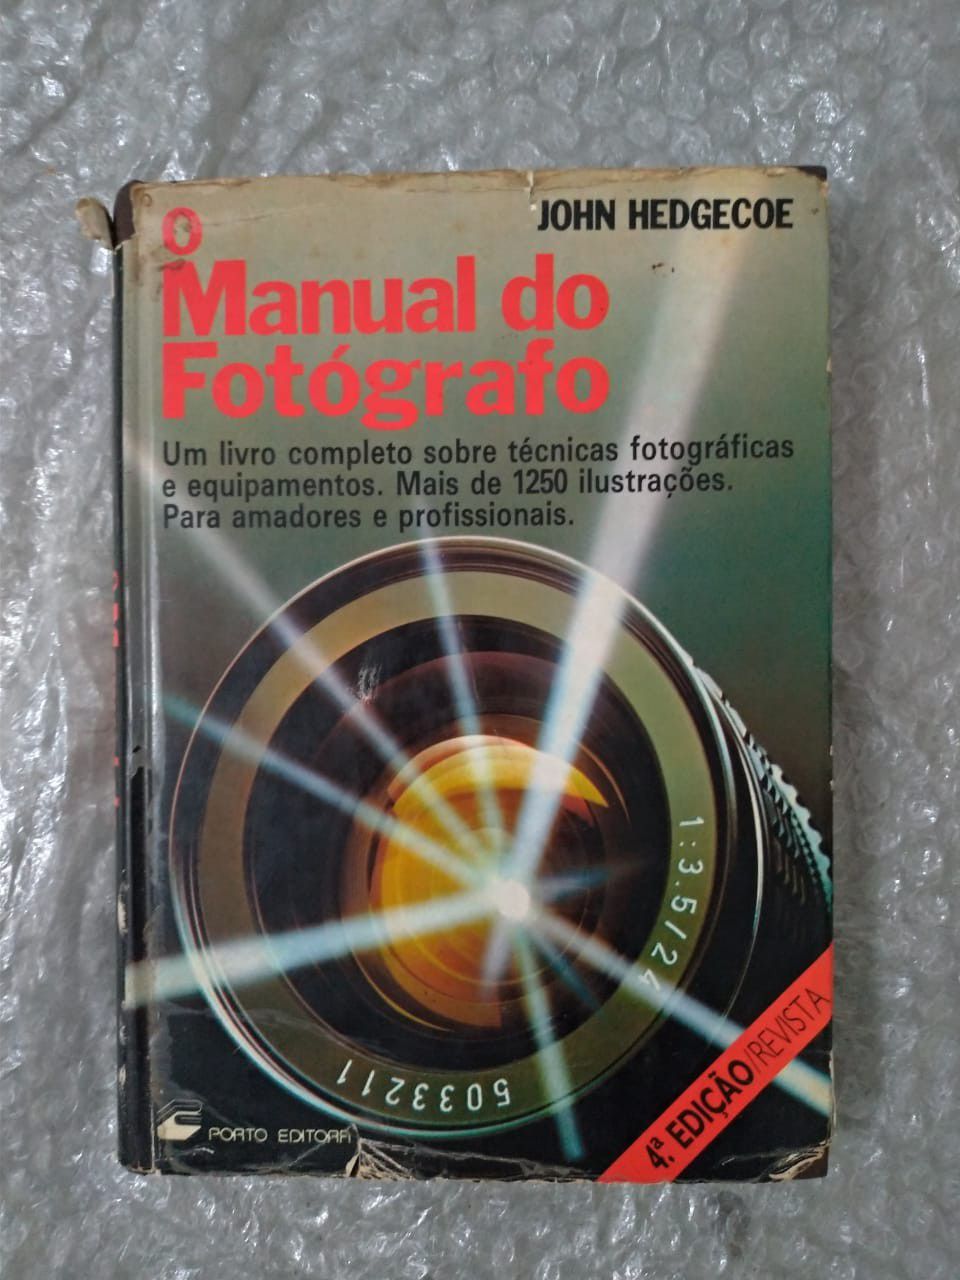 JOHN HEDGECOE
O
Manual do
Fotógrafo
Um livro completo sobre técnicas fotográficas
e equipamentos. Mais de 1250 ilustrações.
Para amadores e profissionais.
1:3.5/24
5033211
4ª. EDIÇÃO/REVISTA
PORTO EDITORA